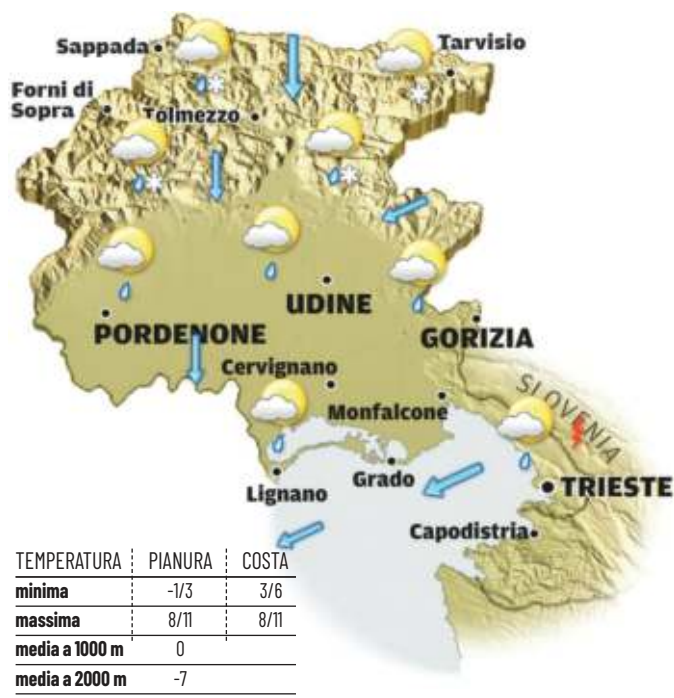 Sappada
Tarvisio
Forni di
Sopra
Tolmezzo
UDINE
PORDENONE
GORIZIA
Cervignano
SLOVENIA
Monfalcone
Grado
TRIESTE
Lignano
Capodistria
TEMPERATURA PIANURA COSTA
minima -1/3 3/6
massima 8/11 8/11
media a 1000 m 0
media a 2000 m -7